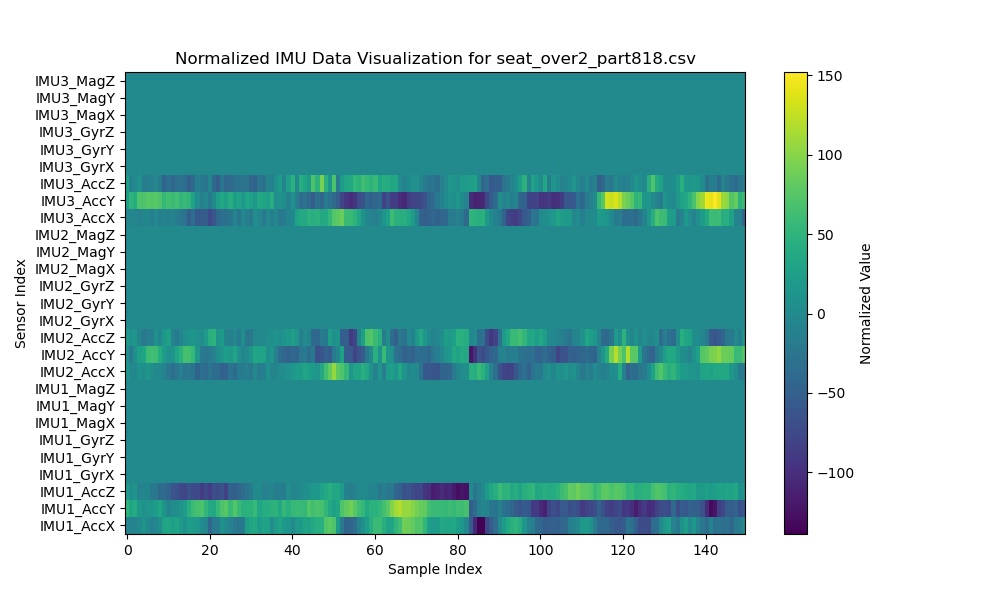 Normalized IMU Data Visualization for seat_over2_part818.csv
IMU3_MagZ
IMU3_MagY
IMU3_MagX
IMU3_GyrZ
IMU3_GyrY
IMU3_GyrX
IMU3_AccZ
IMU3_AccY
IMU3_AccX
IMU2_MagZ
IMU2_MagY
IMU2_MagX
IMU2_GyrZ
IMU2_GyrY
IMU2_GyrX
IMU2_AccZ
IMU2_AccY
IMU2_AccX
IMU1_MagZ
IMU1_MagY
IMU1_MagX
IMU1_GyrZ
IMU1_GyrY
IMU1_GyrX
IMU1_AccZ
IMU1_AccY
IMU1_AccX
Sensor Index
0 20 40 60 80 100 120 140
Sample Index
150
100
50
0
−50
−100
Normalized Value